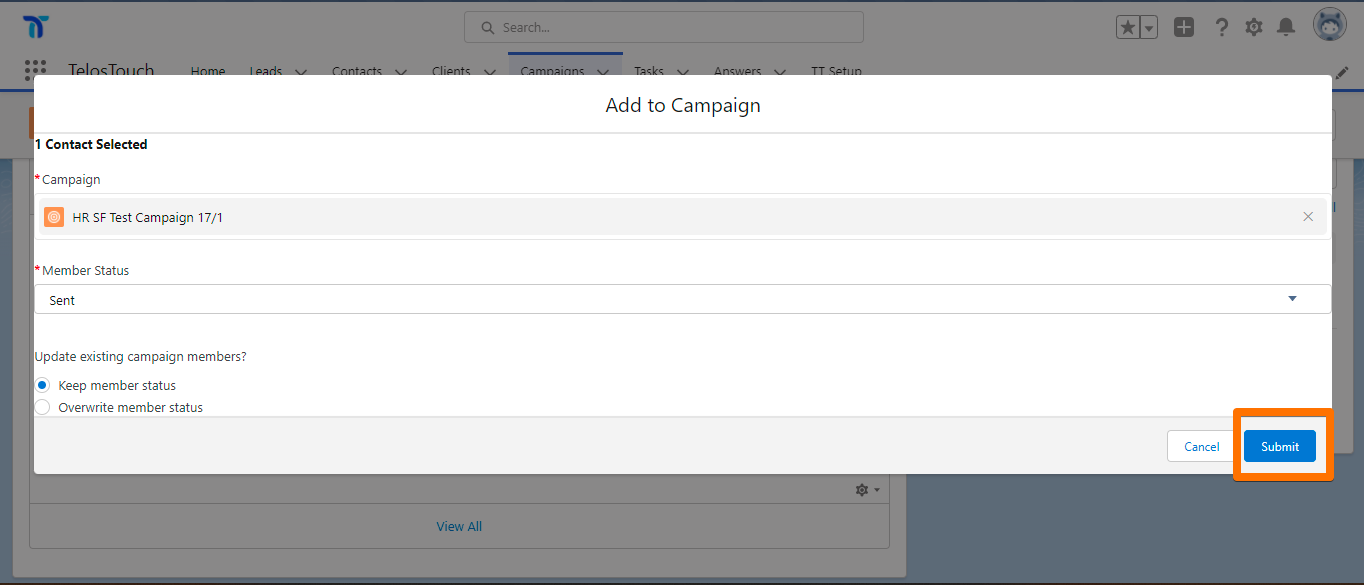 Search...
TelosTouch Home Leads Contacts Clients Campaigns Tasks Answers TT Setup
Add to Campaign
1 Contact Selected
*Campaign
HR SF Test Campaign 17/1
*Member Status
Sent
Update existing campaign members?
Keep member status
Overwrite member status
Cancel Submit
View All